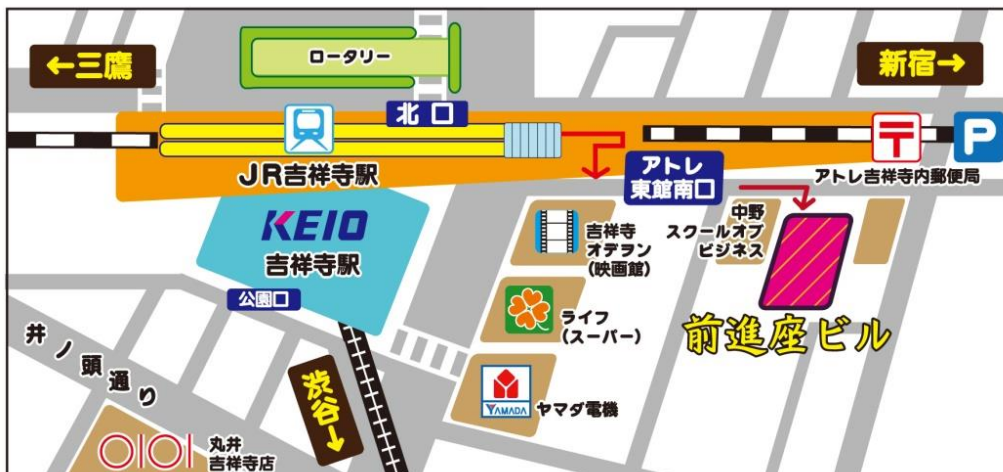 ←三鷹
ロータリー
新宿→
北口
JR吉祥寺駅
アトレ
東館南口
アトレ吉祥寺内郵便局
P
KEIO
吉祥寺駅
公園口
吉祥寺
オデヲン
(映画館)
中野
スクールオブ
ビジネス
前進座ビル
ライフ
(スーパー)
井ノ頭通り
渋谷→
YAMADA
ヤマダ電機
OIOI
丸井
吉祥寺店